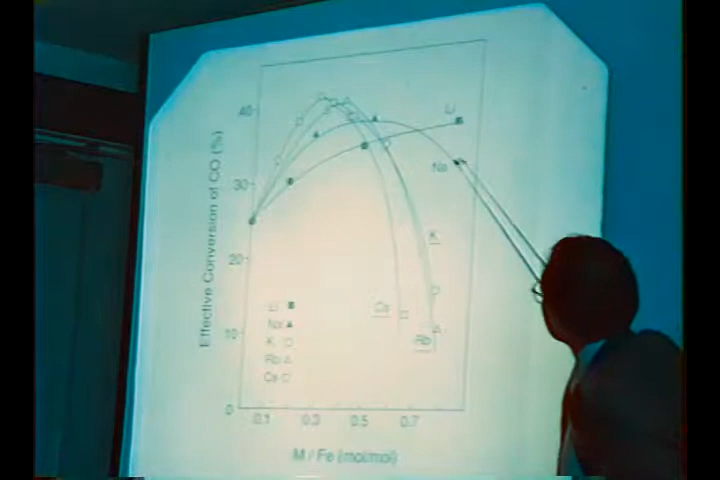 Effective Conversion of CO (%)
40
30
20
10
0
Li
Na
K
Cs
Rb
Li ■
Na ▲
K ○
Rb △
Cs □
0.1 0.3 0.5 0.7
M / Fe (mol/mol)